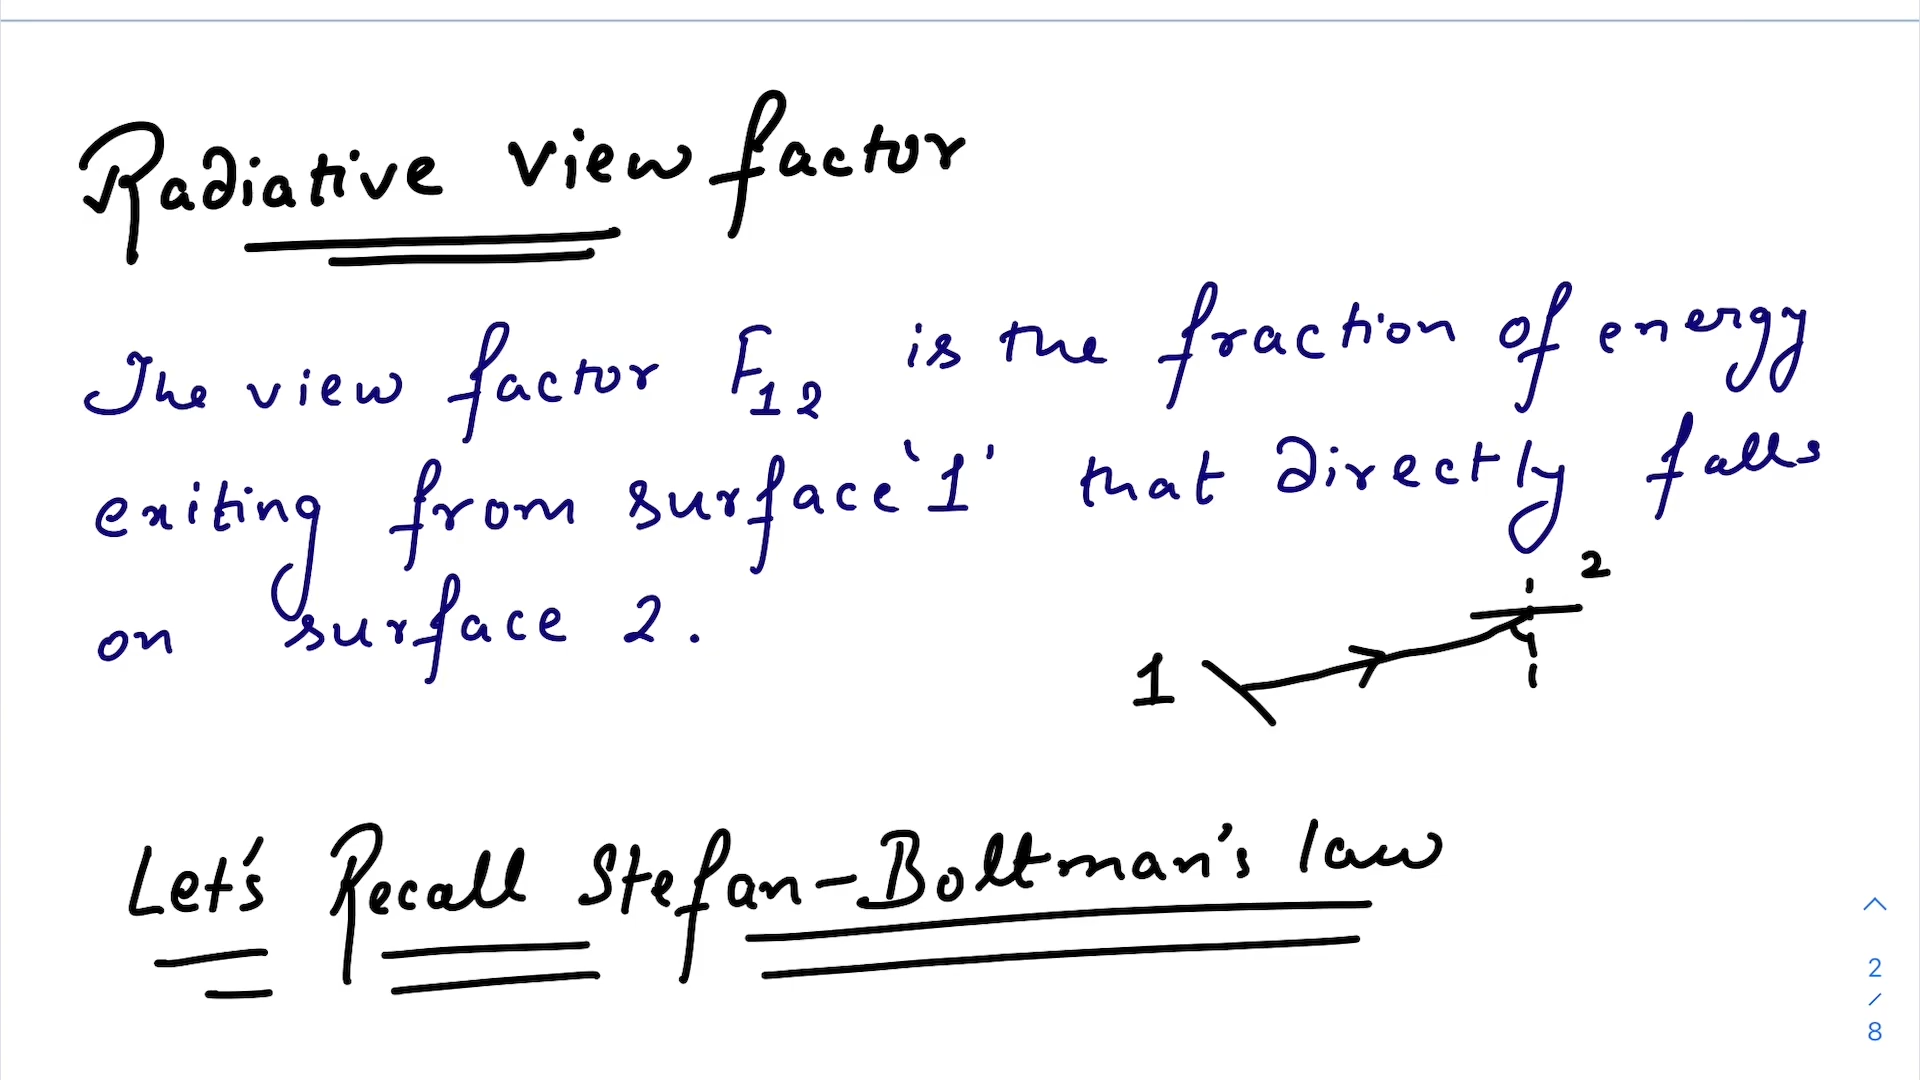 Radiative view factor
The view factor F12 is the fraction of energy
exiting from surface '1' that directly falls
on surface 2.
2
1
Let's Recall Stefan-Boltman's law
2
/
8